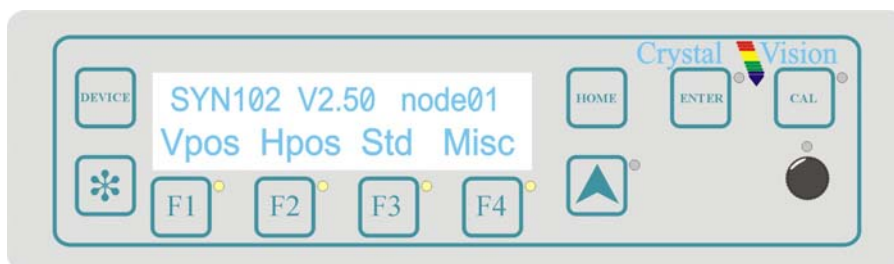 Crystal Vision
DEVICE
SYN102 V2.50 node01
HOME
ENTER
CAL
Vpos Hpos Std Misc
F1
F2
F3
F4